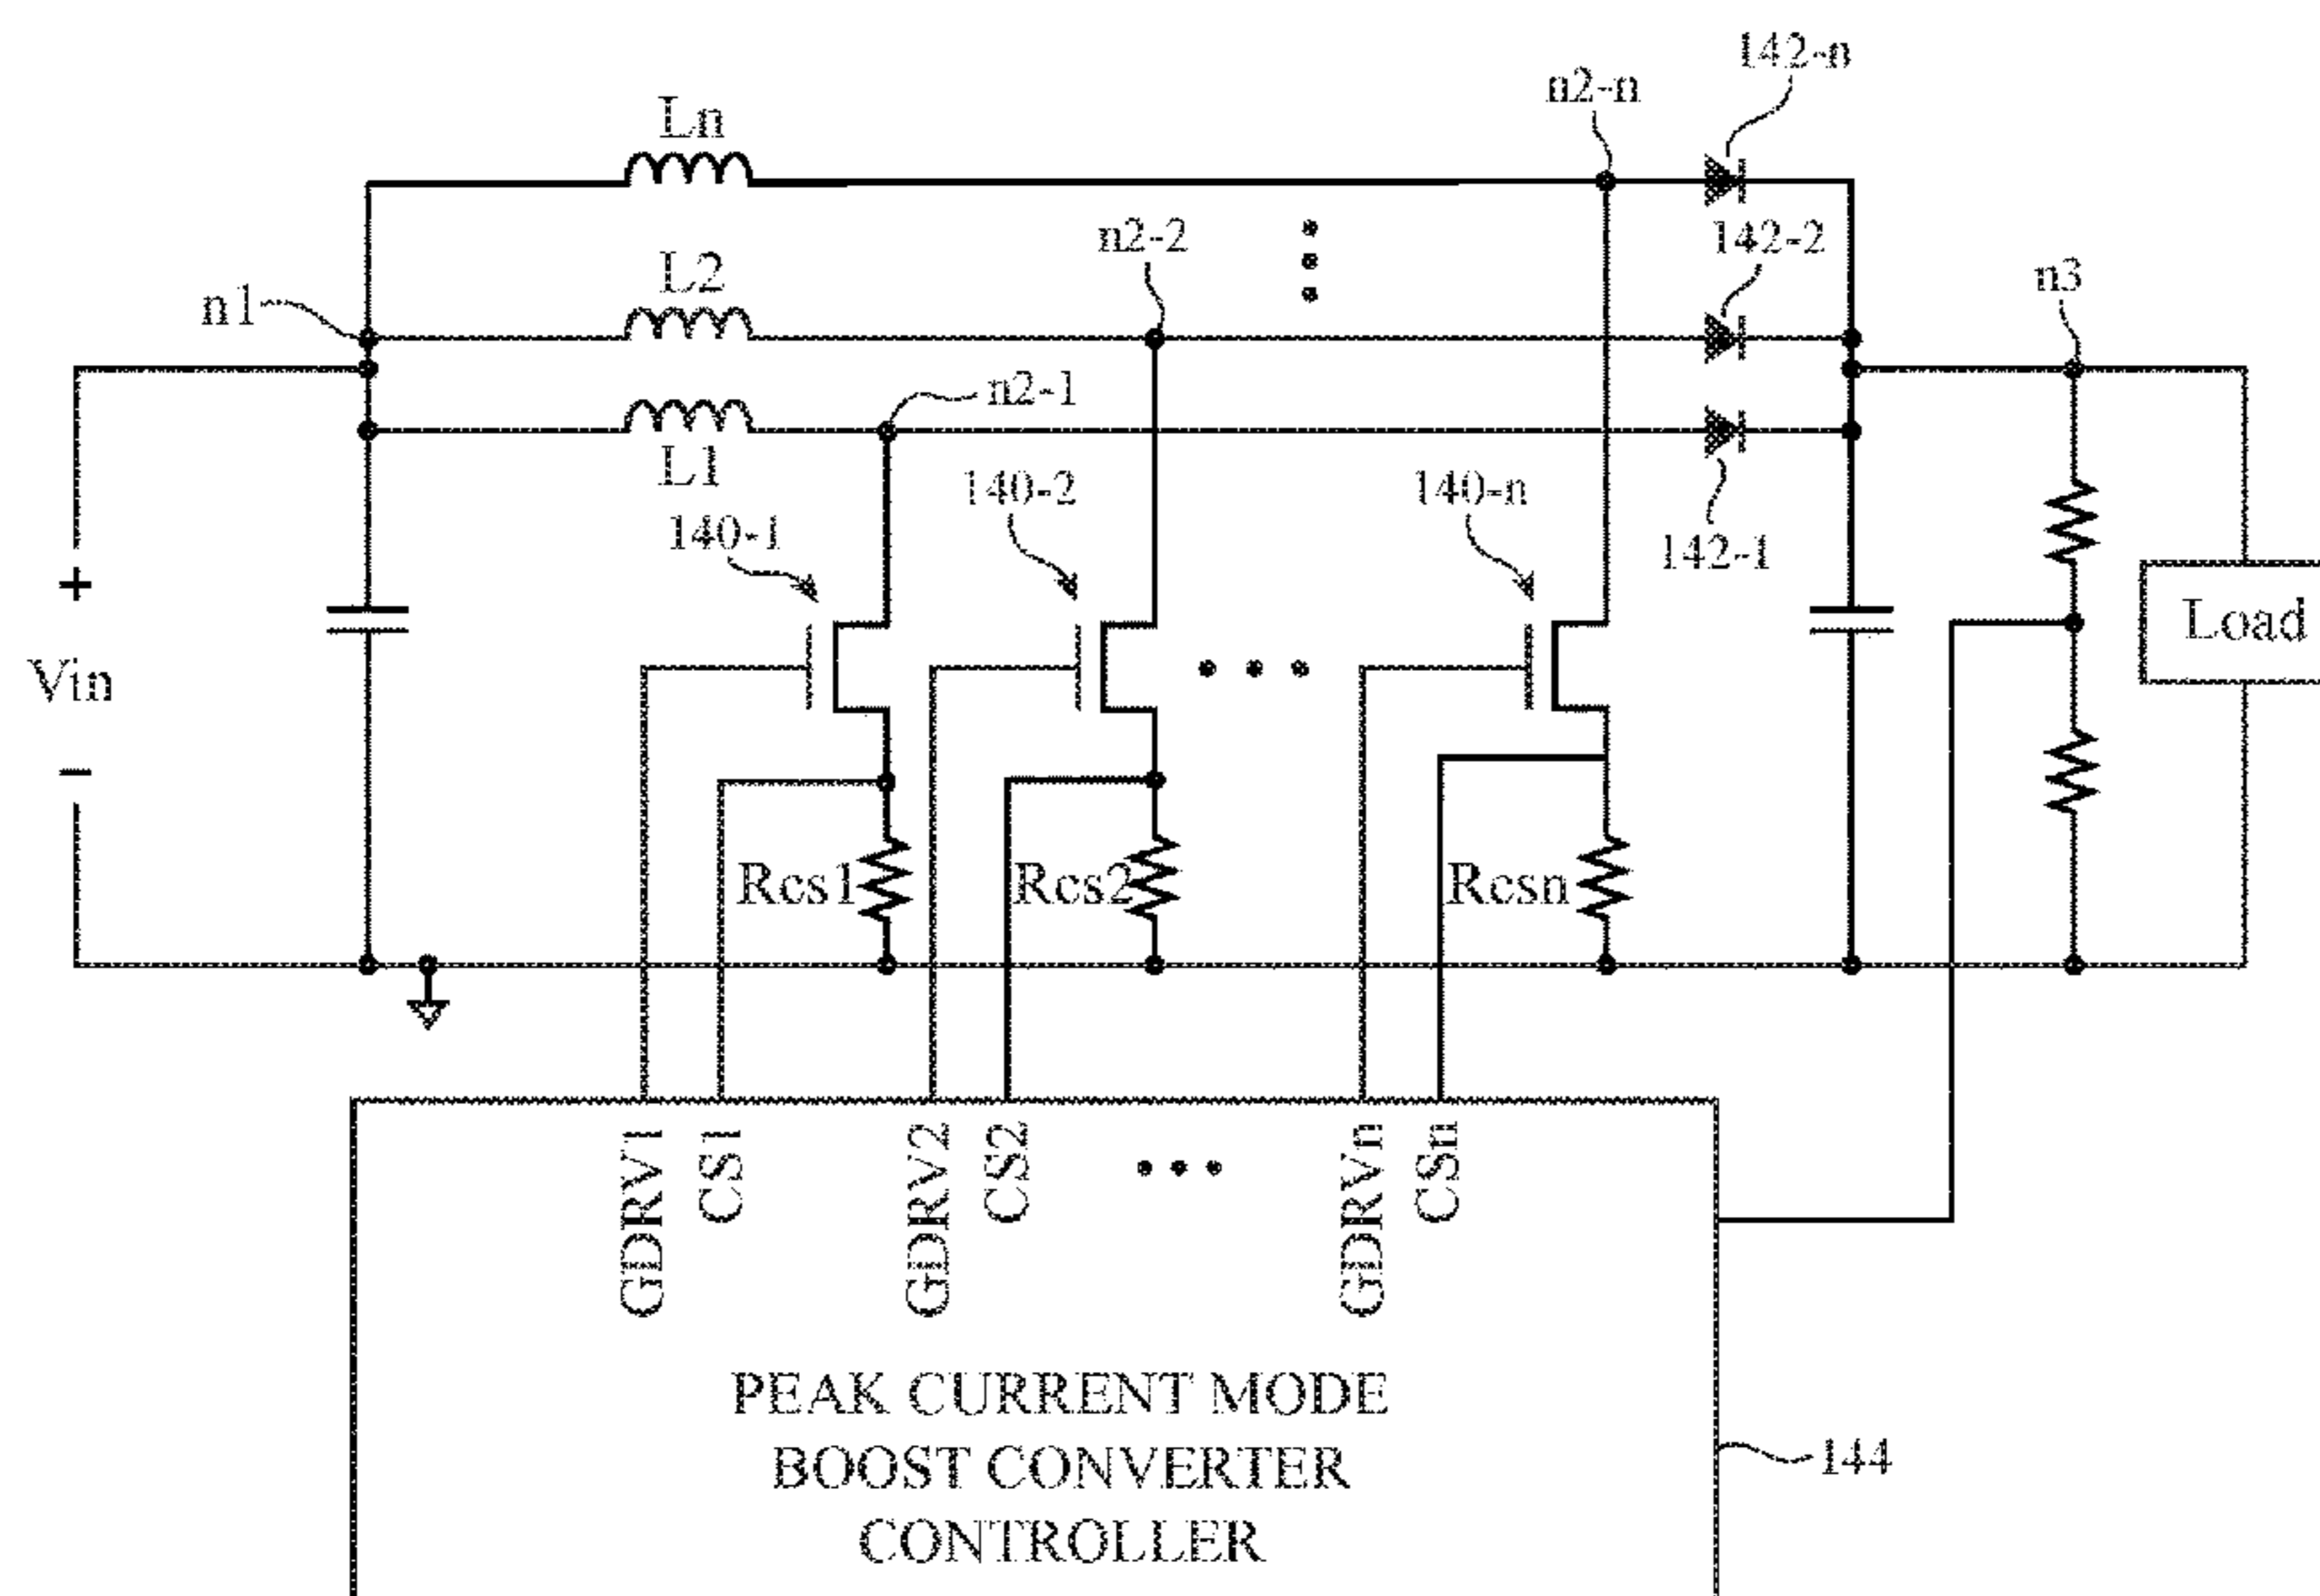 142-n
n2-n
Ln
n2-2
142-2
L2
n3
n1
n2-1
L1
140-2
140-n
140-1
142-1
+
Load
Vin
−
Rcs1
Rcs2
Rcsn
GDRV1
CS1
GDRV2
CS2
GDRVn
CSn
PEAK CURRENT MODE
BOOST CONVERTER
CONTROLLER
144